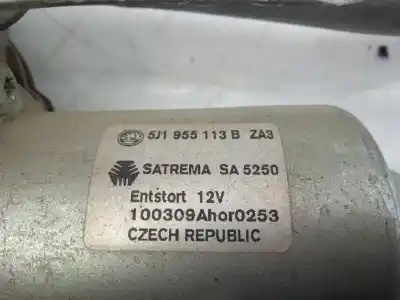 5J1 955 113 B ZA3
SATREMA SA 5250
Entstort 12V
100309Ahor0253
CZECH REPUBLIC